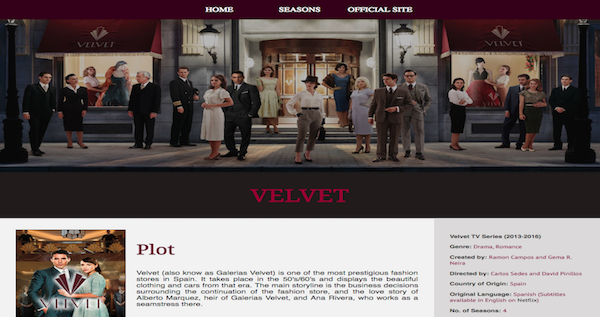 HOME SEASONS OFFICIAL SITE
VELVET
VELVET
VELVET
Plot
Velvet (also know as Galerias Velvet) is one of the most prestigious fashion
stores in Spain. It takes place in the 50's/60's and displays the beautiful
clothing and cars from that era. The main storyline is the business decisions
surrounding the continuation of the fashion store, and the love story of
Alberto Marquez, heir of Galerias Velvet, and Ana Rivera, who works as a
seamstress there.
VELVET
Velvet TV Series (2013-2016)
Genre: Drama, Romance
Created by: Ramon Campos and Gema R.
Neira
Directed by: Carlos Sedes and David Pinillos
Country of Origin: Spain
Original Language: Spanish (Subtitles
available in English on Netflix)
No. of Seasons: 4